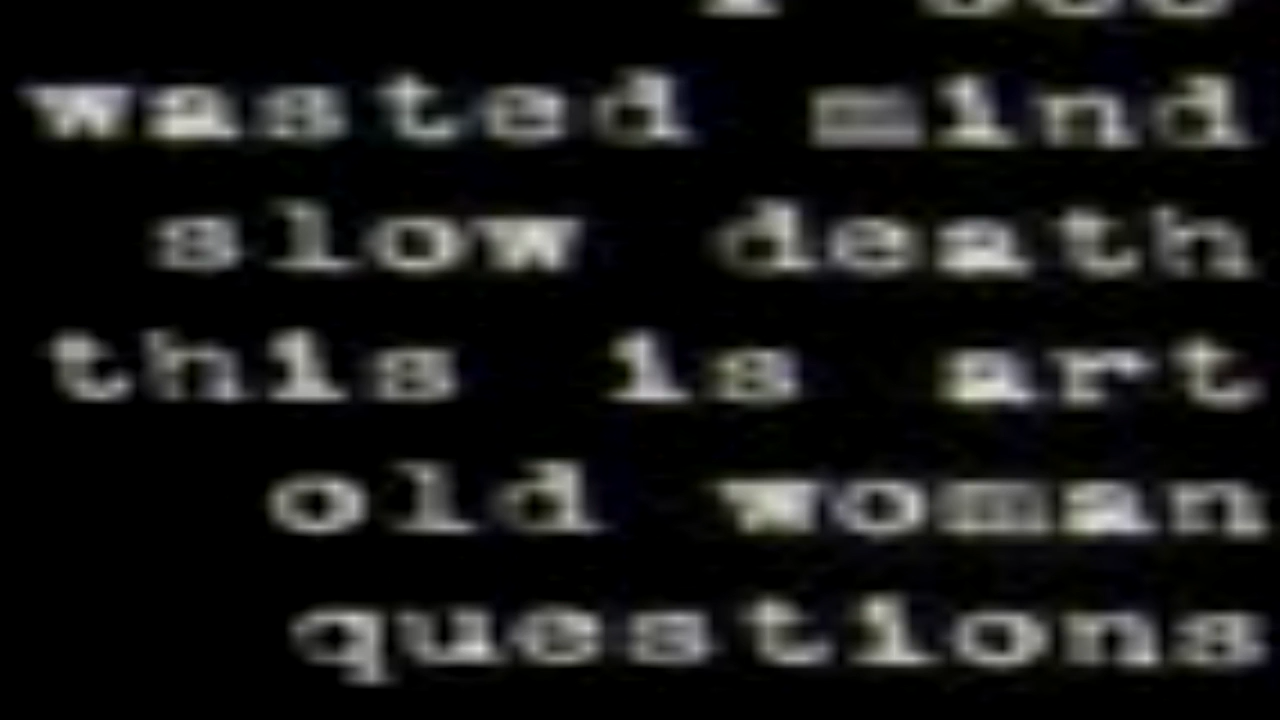 wasted mind
slow death
this is art
old woman
questions